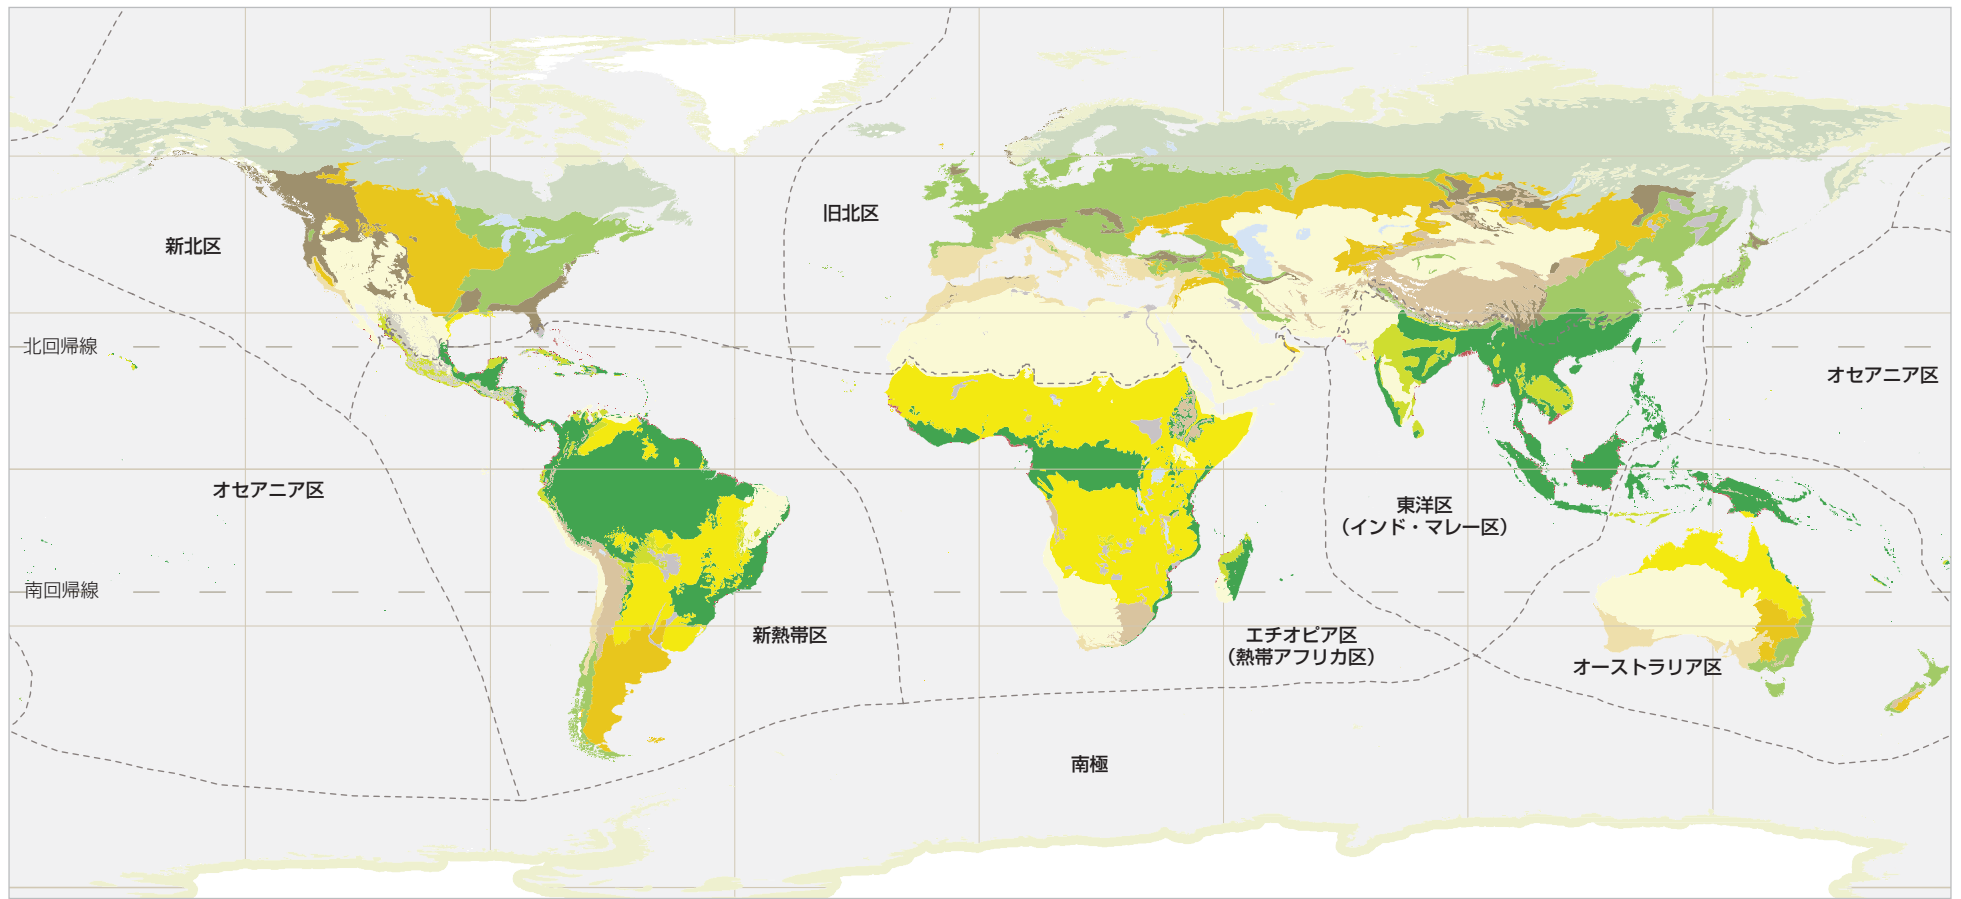 旧北区
新北区
北回帰線
オセアニア区
オセアニア区
東洋区
（インド・マレー区）
南回帰線
新熱帯区
エチオピア区
（熱帯アフリカ区）
オーストラリア区
南極